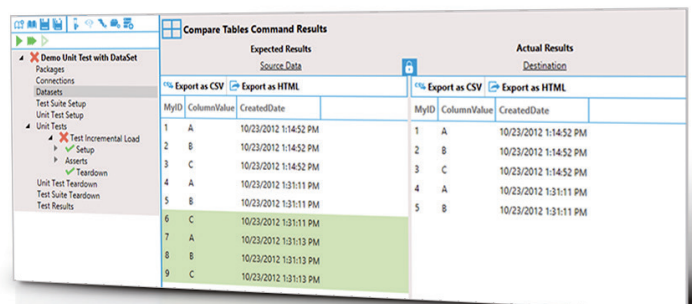 Compare Tables Command Results
Demo Unit Test with DataSet
Packages
Connections
Datasets
Test Suite Setup
Unit Test Setup
Unit Tests
Test Incremental Load
Setup
Asserts
Teardown
Unit Test Teardown
Test Suite Teardown
Test Results
Expected Results
Source Data
Export as CSV Export as HTML
MyID ColumnValue CreatedDate
1 A 10/23/2012 1:14:52 PM
2 B 10/23/2012 1:14:52 PM
3 C 10/23/2012 1:14:52 PM
4 A 10/23/2012 1:31:11 PM
5 B 10/23/2012 1:31:11 PM
6 C 10/23/2012 1:31:11 PM
7 A 10/23/2012 1:31:13 PM
8 B 10/23/2012 1:31:13 PM
9 C 10/23/2012 1:31:13 PM
Actual Results
Destination
Export as CSV Export as HTML
MyID ColumnValue CreatedDate
1 A 10/23/2012 1:14:52 PM
2 B 10/23/2012 1:14:52 PM
3 C 10/23/2012 1:14:52 PM
4 A 10/23/2012 1:31:11 PM
5 B 10/23/2012 1:31:11 PM